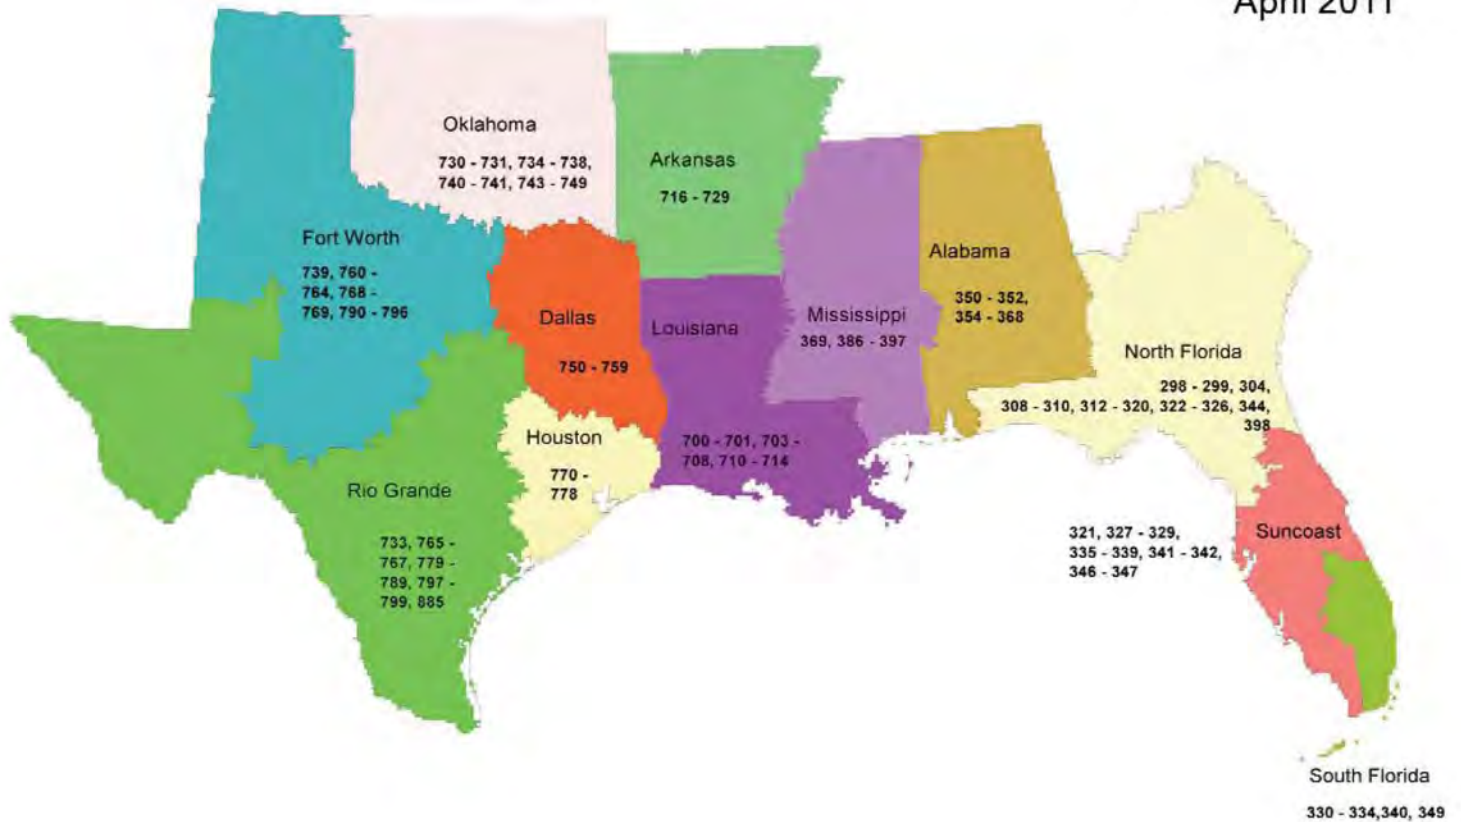 April 2011
Oklahoma
730 - 731, 734 - 738,
740 - 741, 743 - 749
Arkansas
716 - 729
Fort Worth
739, 760 -
764, 768 -
769, 790 - 796
Dallas
750 - 759
Louisiana
700 - 701, 703 -
708, 710 - 714
Mississippi
369, 386 - 397
Alabama
350 - 352,
354 - 368
North Florida
298 - 299, 304,
308 - 310, 312 - 320, 322 - 326, 344,
398
Houston
770 -
778
Rio Grande
733, 765 -
767, 779 -
789, 797 -
799, 885
Suncoast
321, 327 - 329,
335 - 339, 341 - 342,
346 - 347
South Florida
330 - 334,340, 349